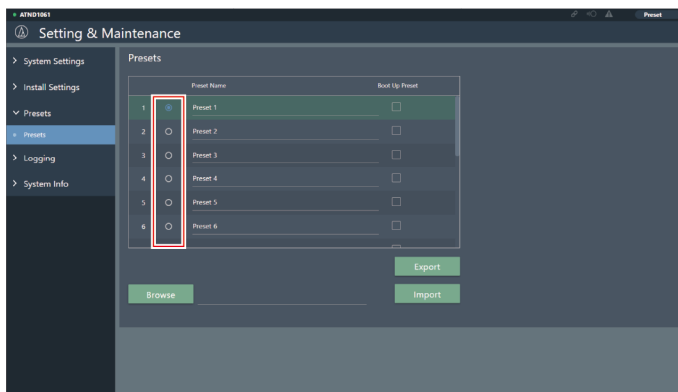 ATND1061
Preset
Setting & Maintenance
System Settings
Install Settings
Presets
Presets
Logging
System Info
Presets
Preset Name Boot Up Preset
1 Preset 1
2 Preset 2
3 Preset 3
4 Preset 4
5 Preset 5
6 Preset 6
Export
Browse Import